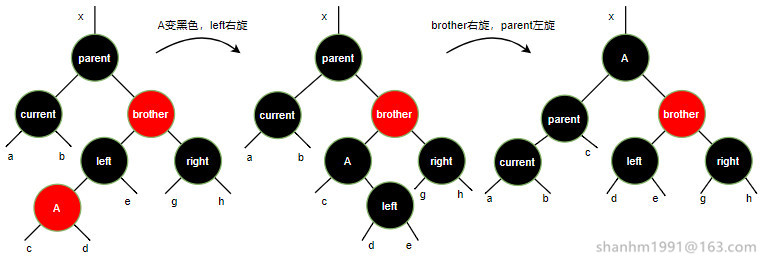 x
A变黑色，left右旋
brother右旋，parent左旋
x
parent
parent
A
current
brother
current
brother
parent
brother
a
b
left
right
a
b
A
right
current
c
left
right
A
e
g
h
c
left
g
h
a
b
d
e
g
h
c
d
d
e
shanhm1991@163.com